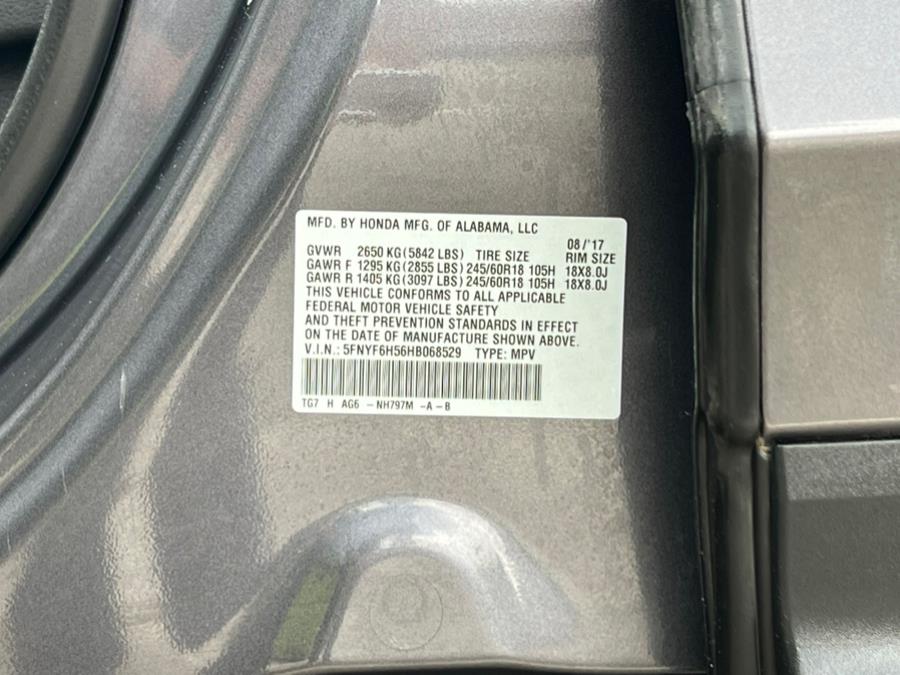 MFD. BY HONDA MFG. OF ALABAMA, LLC
08/'17
GVWR 2650 KG(5842 LBS) TIRE SIZE RIM SIZE
GAWR F 1295 KG(2855 LBS) 245/60R18 105H 18X8.0J
GAWR R 1405 KG(3097 LBS) 245/60R18 105H 18X8.0J
THIS VEHICLE CONFORMS TO ALL APPLICABLE
FEDERAL MOTOR VEHICLE SAFETY
AND THEFT PREVENTION STANDARDS IN EFFECT
ON THE DATE OF MANUFACTURE SHOWN ABOVE.
V.I.N.: 5FNYF6H56HB068529 TYPE: MPV
TG7 H AG6 -NH797M -A-B